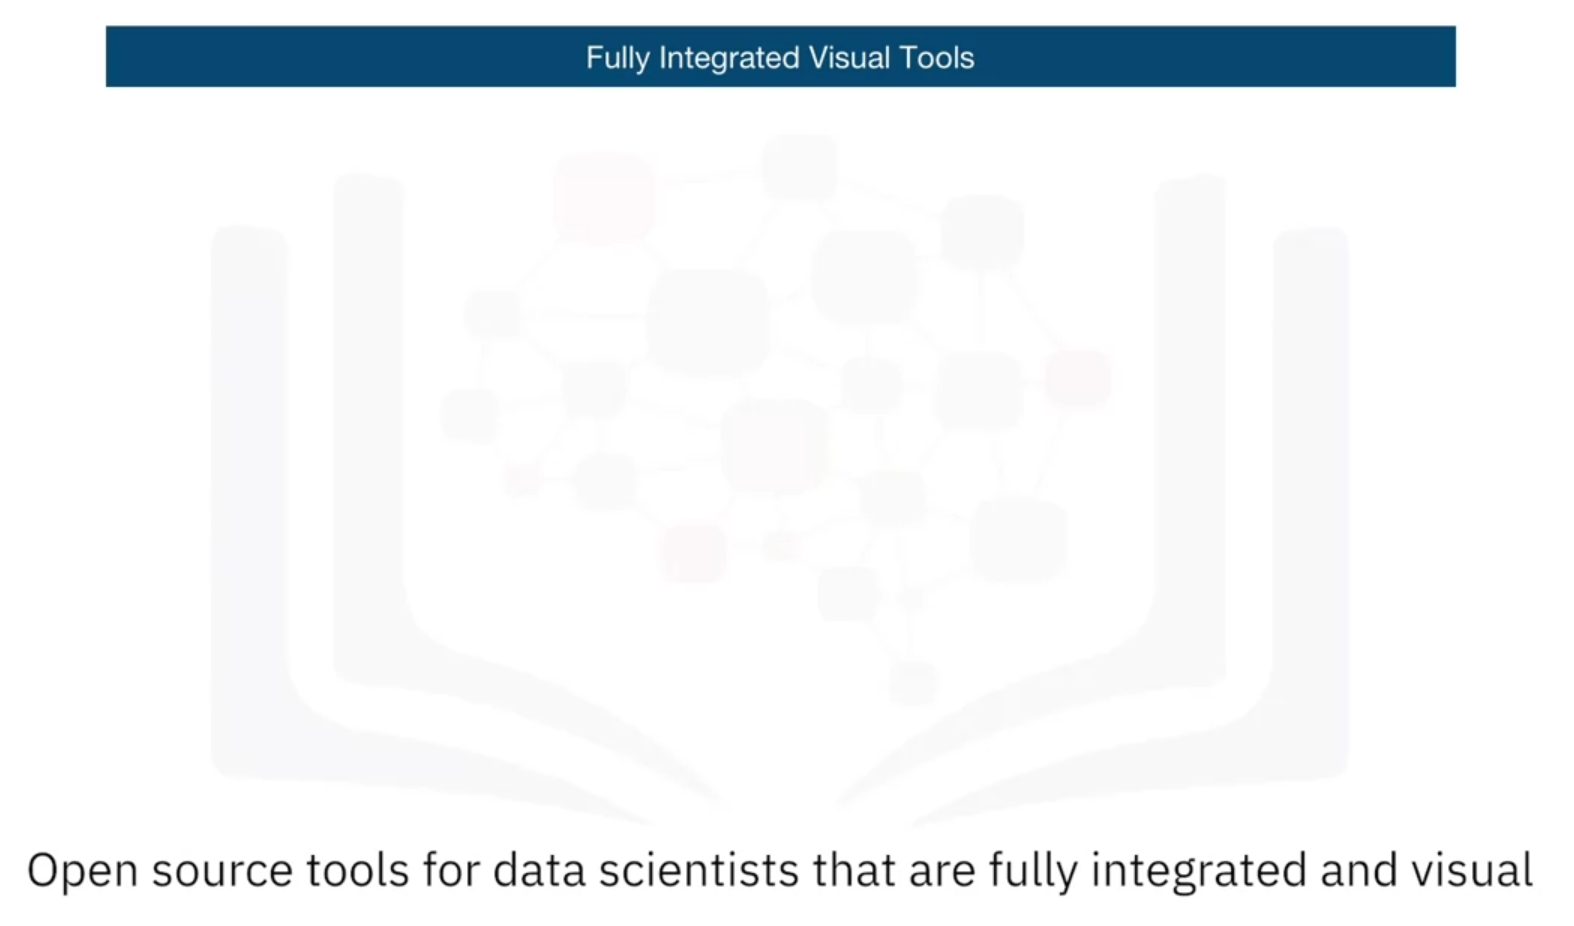 Fully Integrated Visual Tools
Open source tools for data scientists that are fully integrated and visual